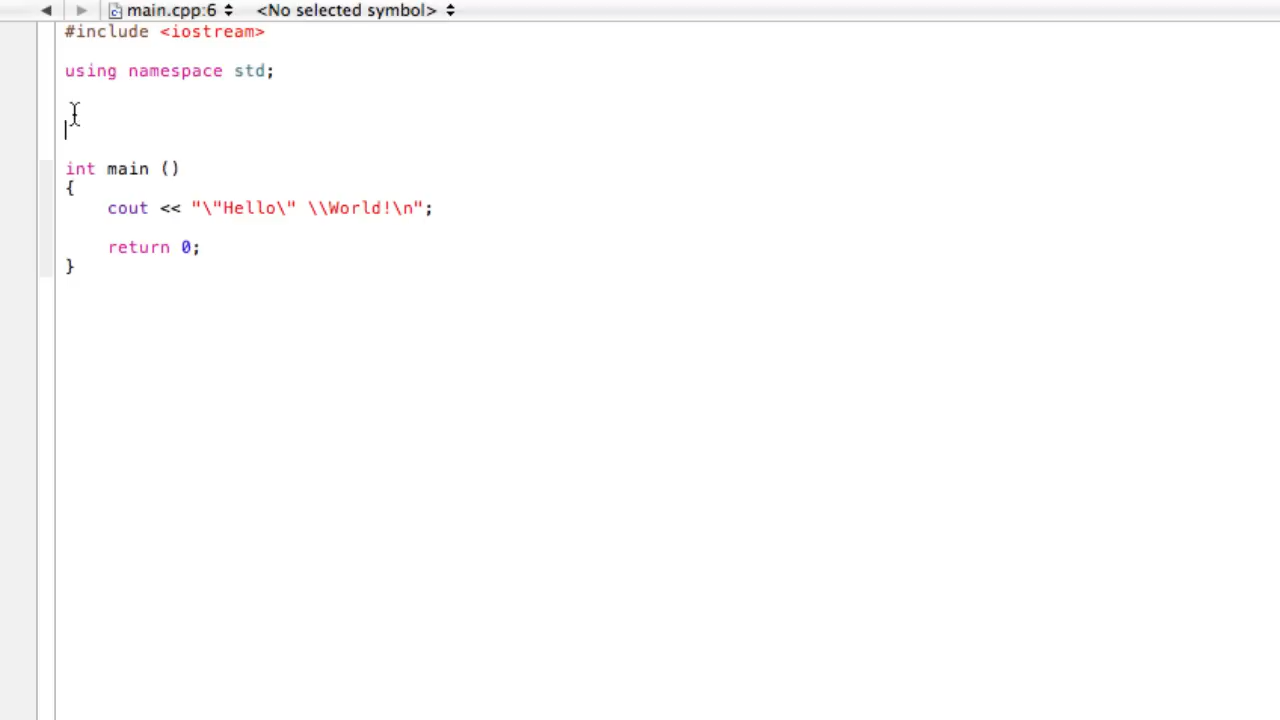 main.cpp:6 <No selected symbol>
#include <iostream>
using namespace std;
int main ()
{
cout << "\"Hello\" \\World!\n";
return 0;
}